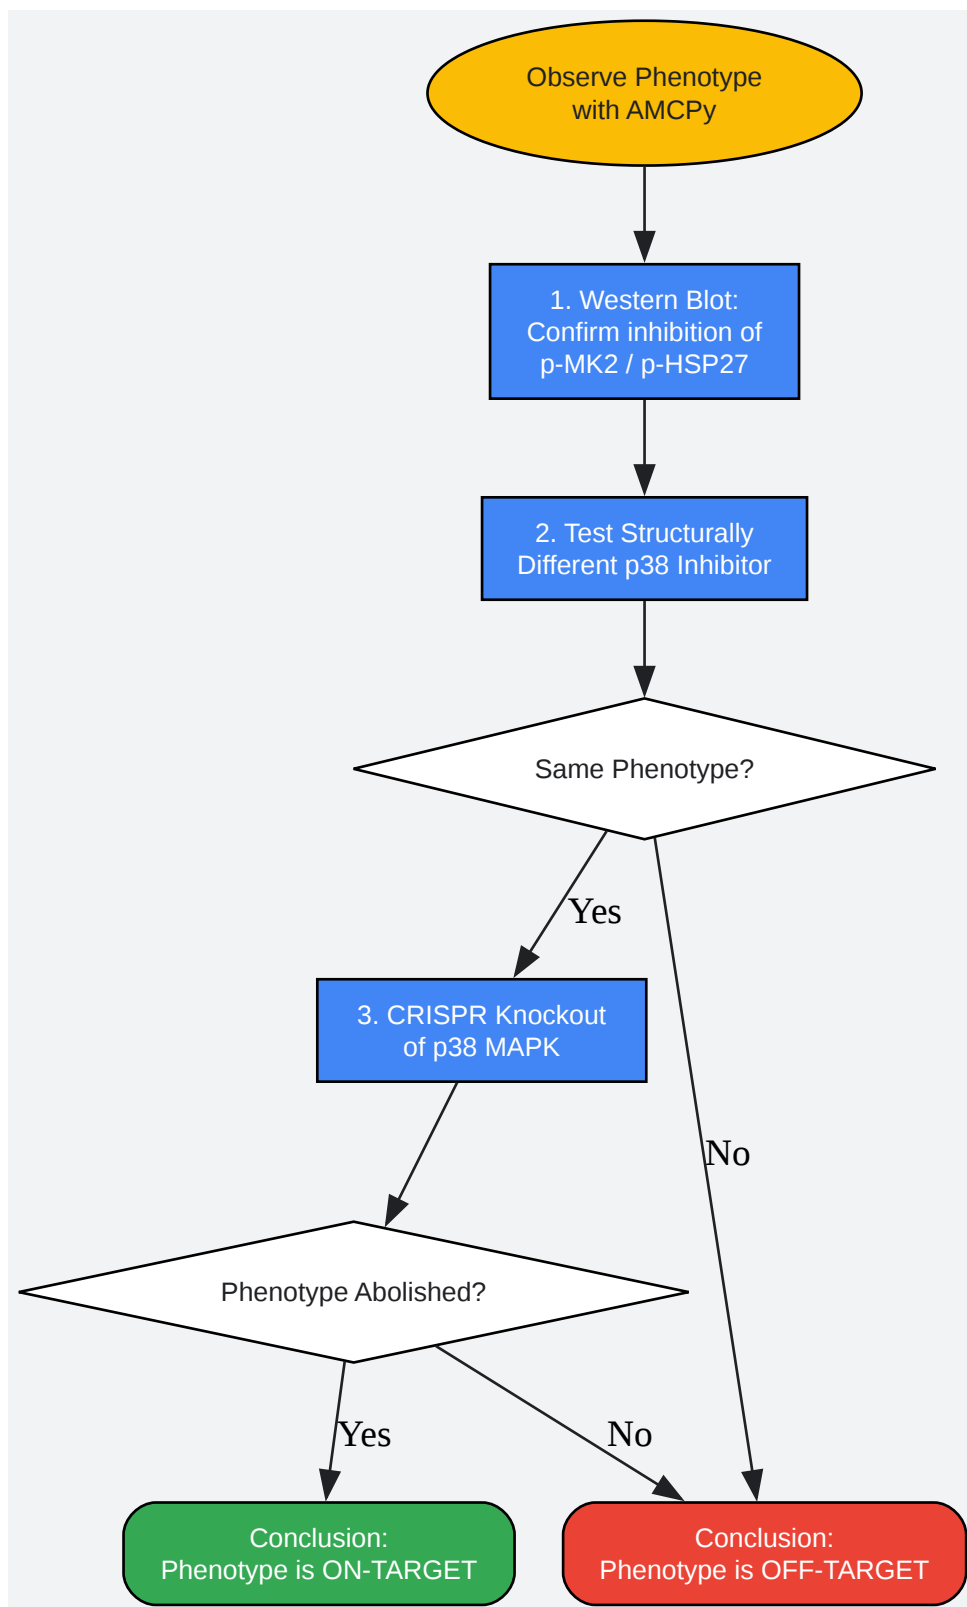 Observe Phenotype
with AMCPy
1. Western Blot:
Confirm inhibition of
p-MK2 / p-HSP27
2. Test Structurally
Different p38 Inhibitor
Same Phenotype?
Yes
3. CRISPR Knockout
of p38 MAPK
No
Phenotype Abolished?
Yes
No
Conclusion:
Phenotype is ON-TARGET
Conclusion:
Phenotype is OFF-TARGET